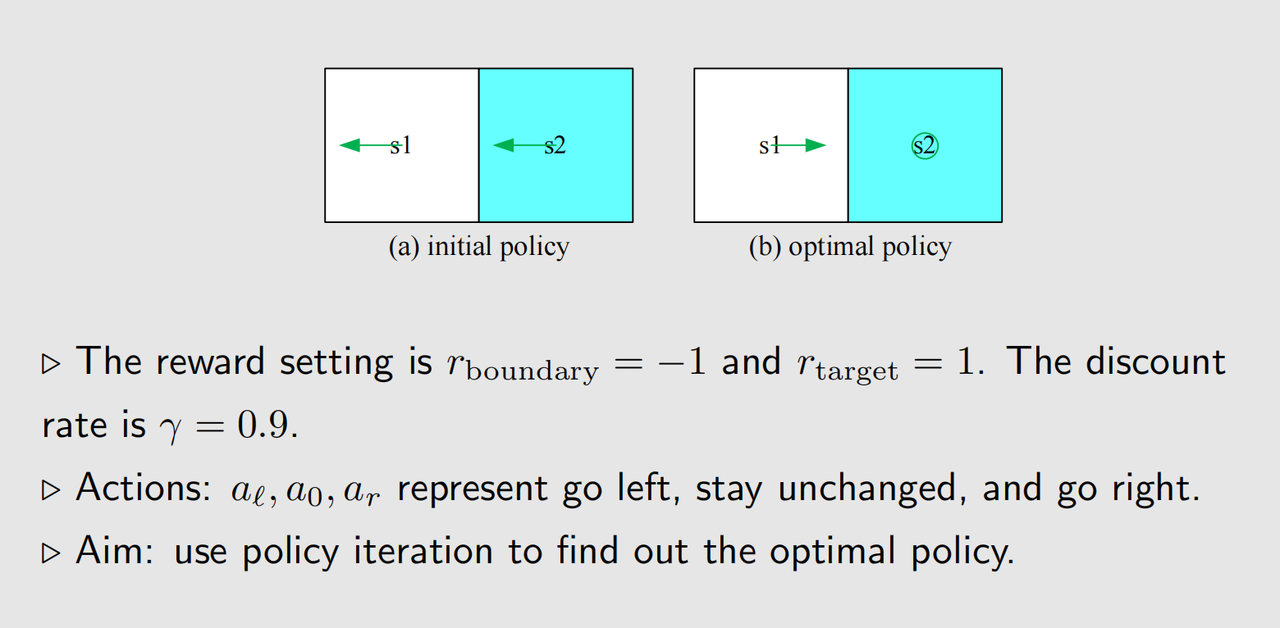 s1 s2 s1 s2
(a) initial policy (b) optimal policy
▷ The reward setting is r_boundary = −1 and r_target = 1. The discount
rate is γ = 0.9.
▷ Actions: a_ℓ, a_0, a_r represent go left, stay unchanged, and go right.
▷ Aim: use policy iteration to find out the optimal policy.